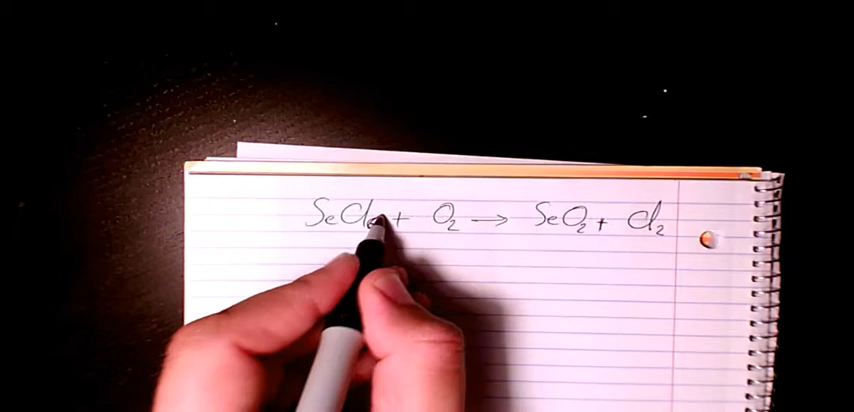 SeCl + O₂ → SeO₂ + Cl₂